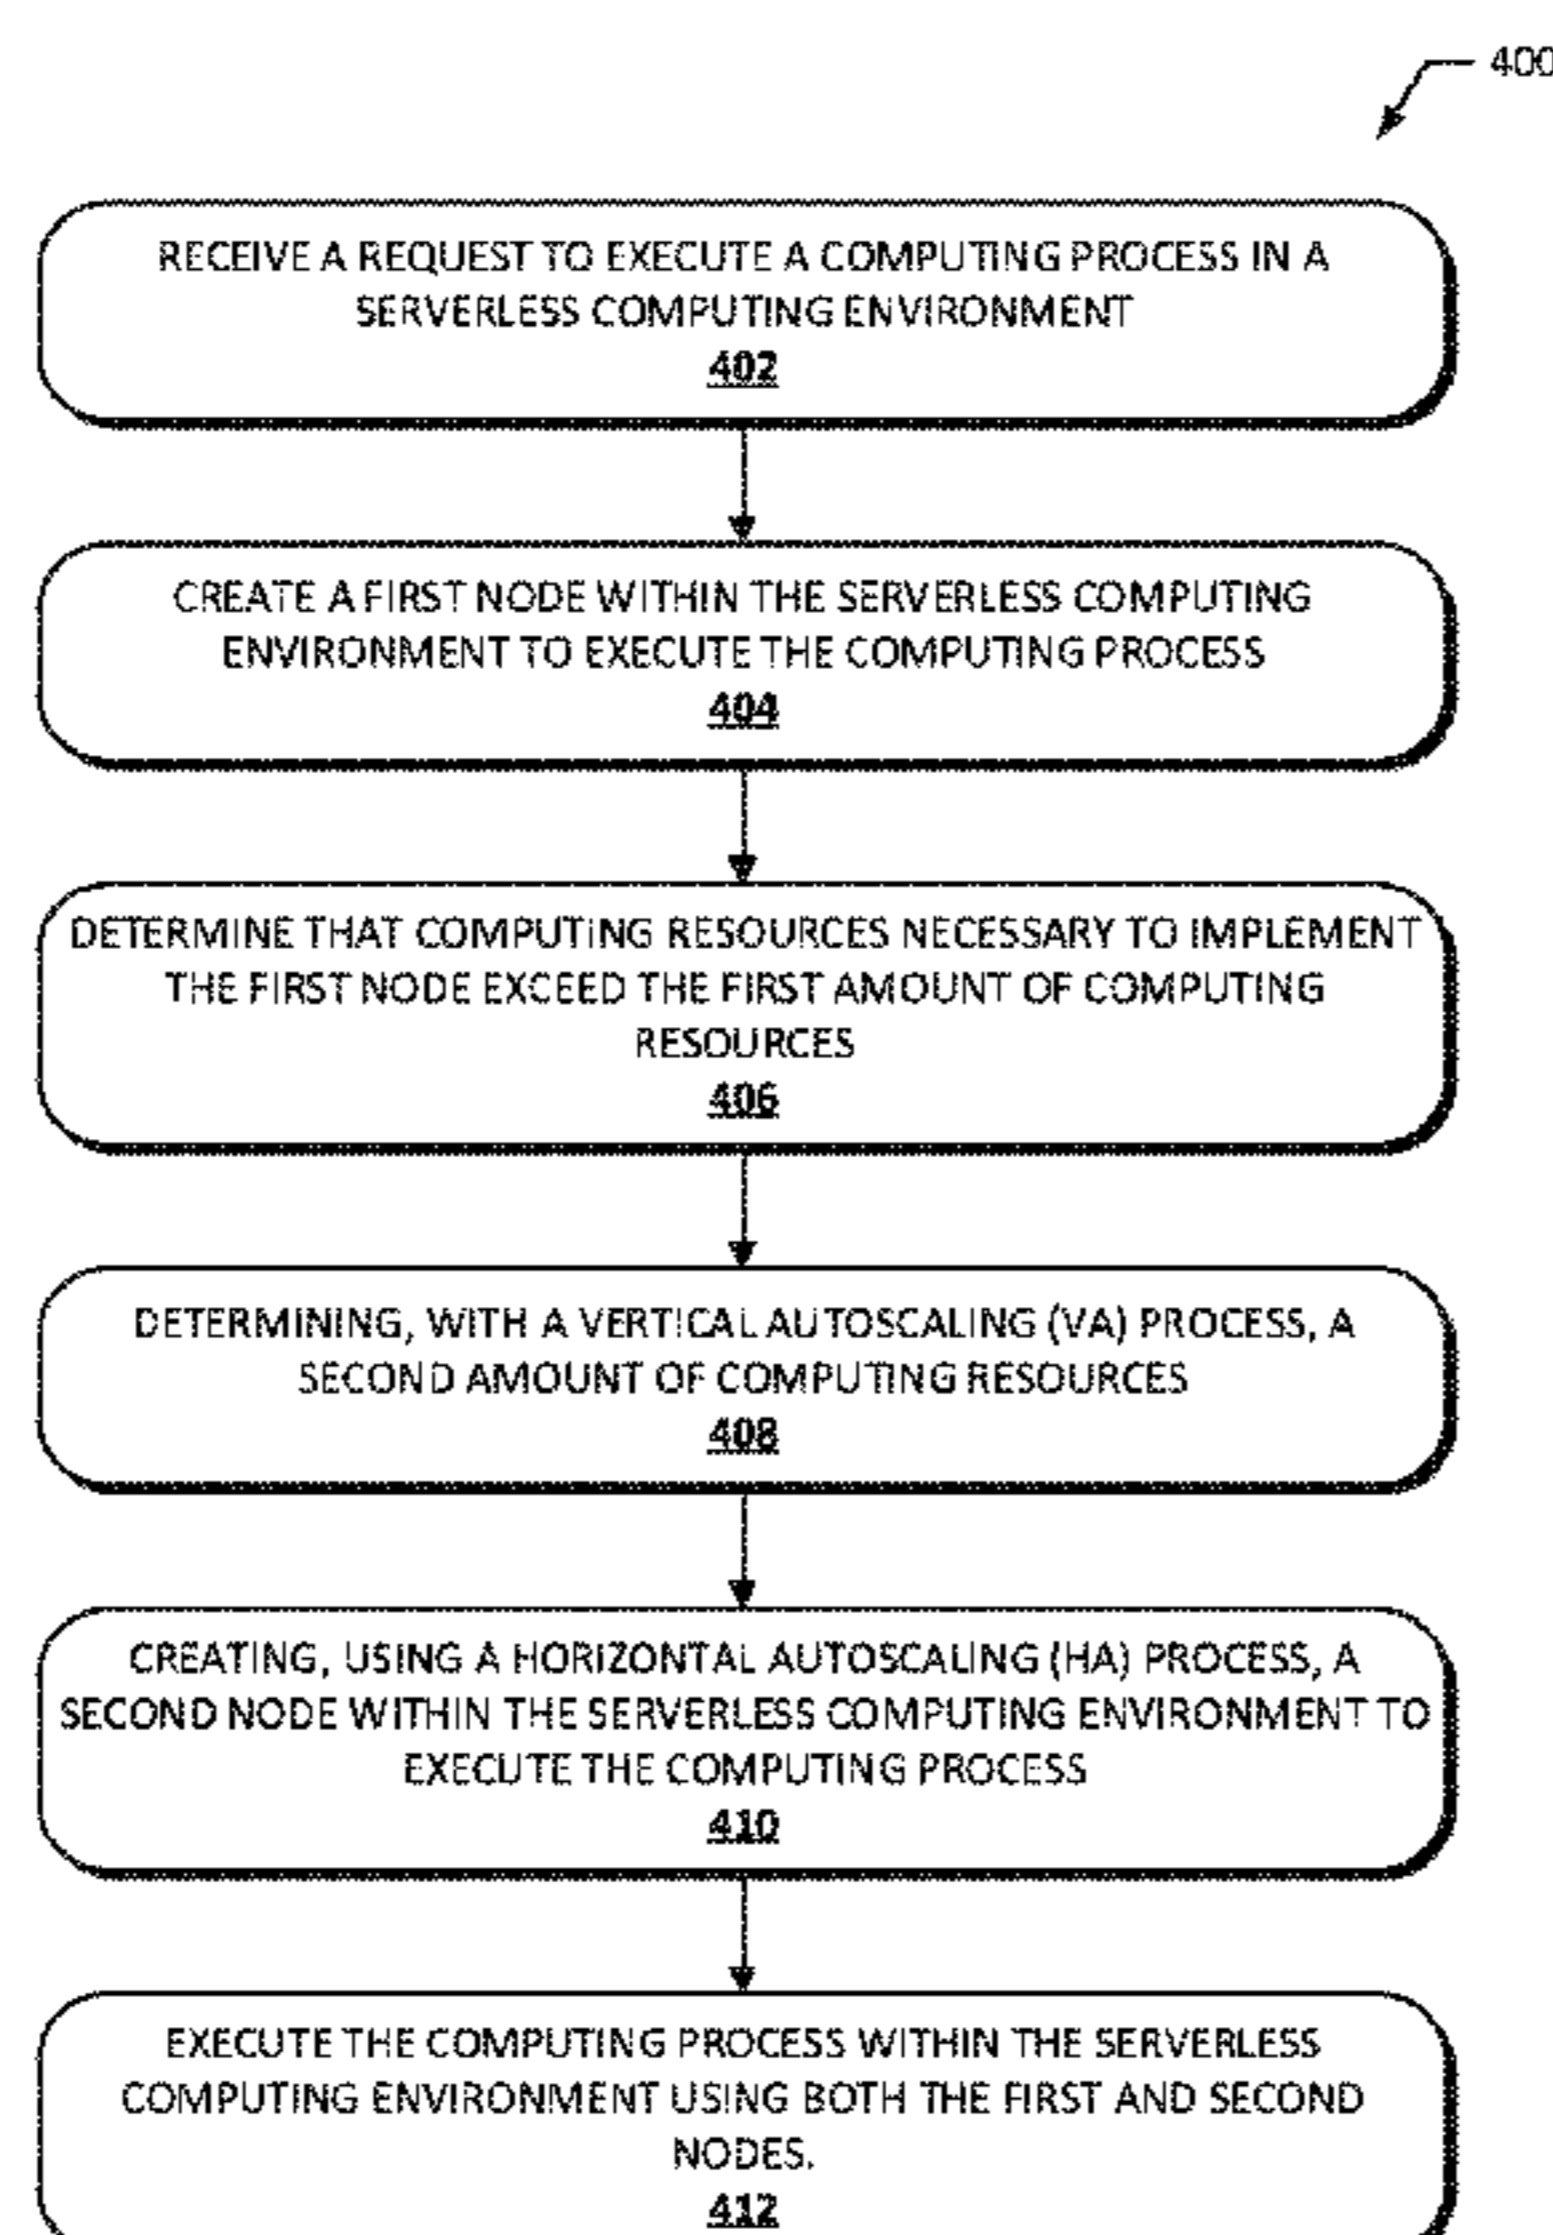 400
RECEIVE A REQUEST TO EXECUTE A COMPUTING PROCESS IN A
SERVERLESS COMPUTING ENVIRONMENT
402
CREATE A FIRST NODE WITHIN THE SERVERLESS COMPUTING
ENVIRONMENT TO EXECUTE THE COMPUTING PROCESS
404
DETERMINE THAT COMPUTING RESOURCES NECESSARY TO IMPLEMENT
THE FIRST NODE EXCEED THE FIRST AMOUNT OF COMPUTING
RESOURCES
406
DETERMINING, WITH A VERTICAL AUTOSCALING (VA) PROCESS, A
SECOND AMOUNT OF COMPUTING RESOURCES
408
CREATING, USING A HORIZONTAL AUTOSCALING (HA) PROCESS, A
SECOND NODE WITHIN THE SERVERLESS COMPUTING ENVIRONMENT TO
EXECUTE THE COMPUTING PROCESS
410
EXECUTE THE COMPUTING PROCESS WITHIN THE SERVERLESS
COMPUTING ENVIRONMENT USING BOTH THE FIRST AND SECOND
NODES.
412